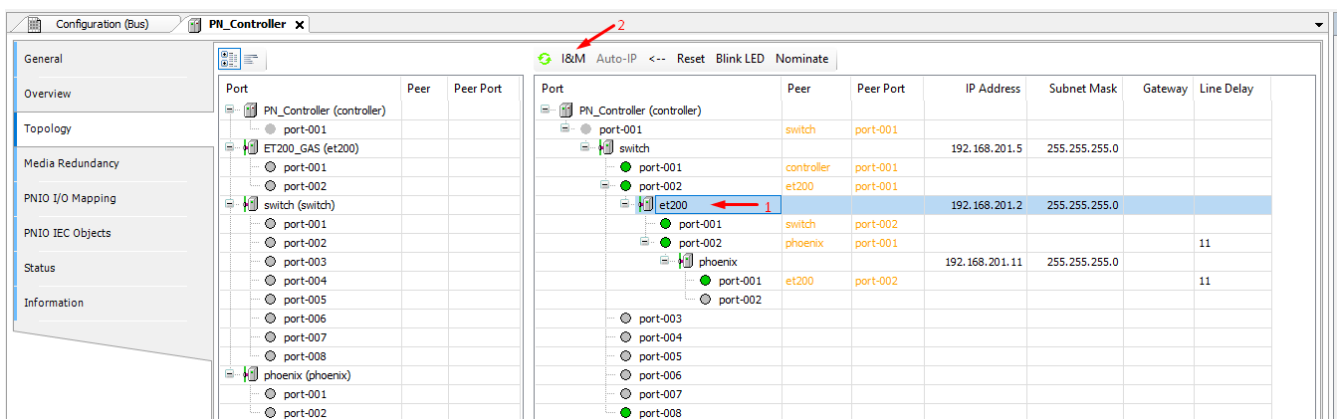 Configuration (Bus) PN_Controller X
2
General
Overview
Topology
Media Redundancy
PNIO I/O Mapping
PNIO IEC Objects
Status
Information
Port Peer Peer Port
PN_Controller (controller)
port-001
ET200_GAS (et200)
port-001
port-002
switch (switch)
port-001
port-002
port-003
port-004
port-005
port-006
port-007
port-008
phoenix (phoenix)
port-001
port-002
I&M Auto-IP <-- Reset Blink LED Nominate
Port Peer Peer Port IP Address Subnet Mask Gateway Line Delay
PN_Controller (controller)
port-001 switch port-001
switch 192.168.201.5 255.255.255.0
port-001 controller port-001
port-002 et200 port-001
et200 1 192.168.201.2 255.255.255.0
port-001 switch port-002
port-002 phoenix port-001 11
phoenix 192.168.201.11 255.255.255.0
port-001 et200 port-002 11
port-002
port-003
port-004
port-005
port-006
port-007
port-008